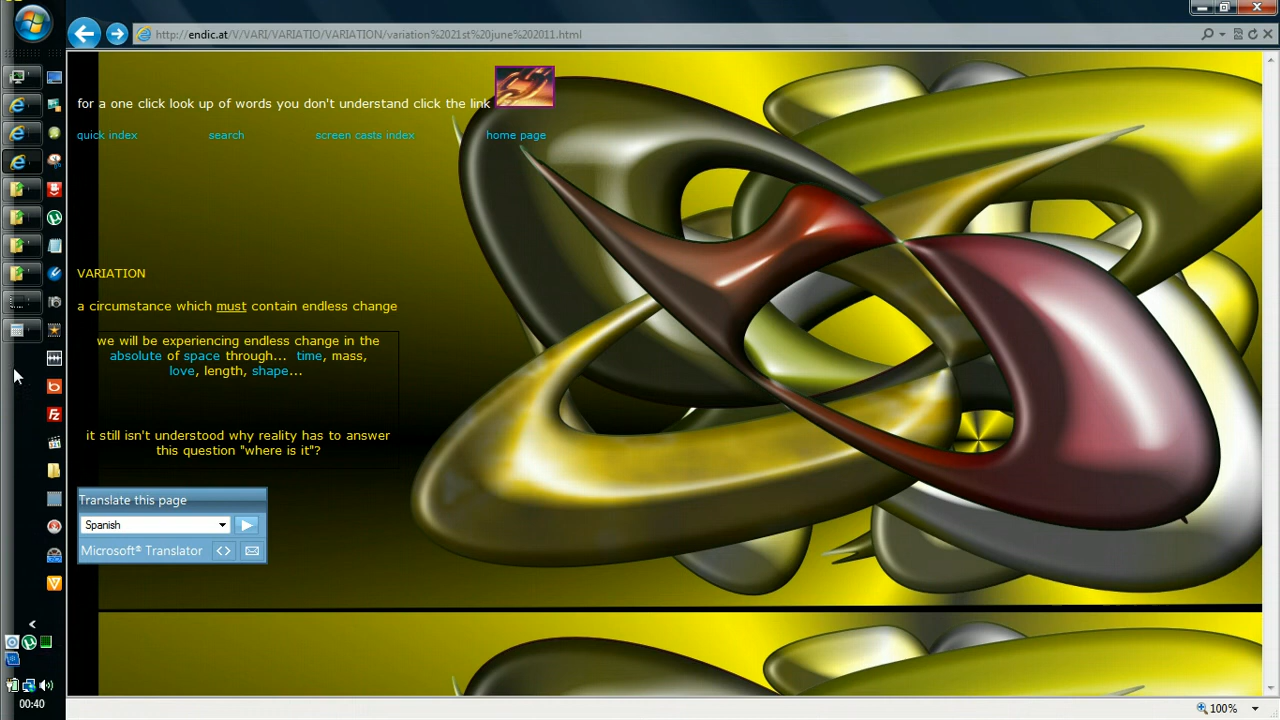 http://endic.at/V/VARI/VARIATIO/VARIATION/variation%2021st%20june%202011.html
for a one click look up of words you don't understand click the link
quick index search screen casts index home page
VARIATION
a circumstance which must contain endless change
we will be experiencing endless change in the
absolute of space through... time, mass,
love, length, shape...
it still isn't understood why reality has to answer
this question "where is it"?
Translate this page
Spanish
Microsoft® Translator
00:40
100%